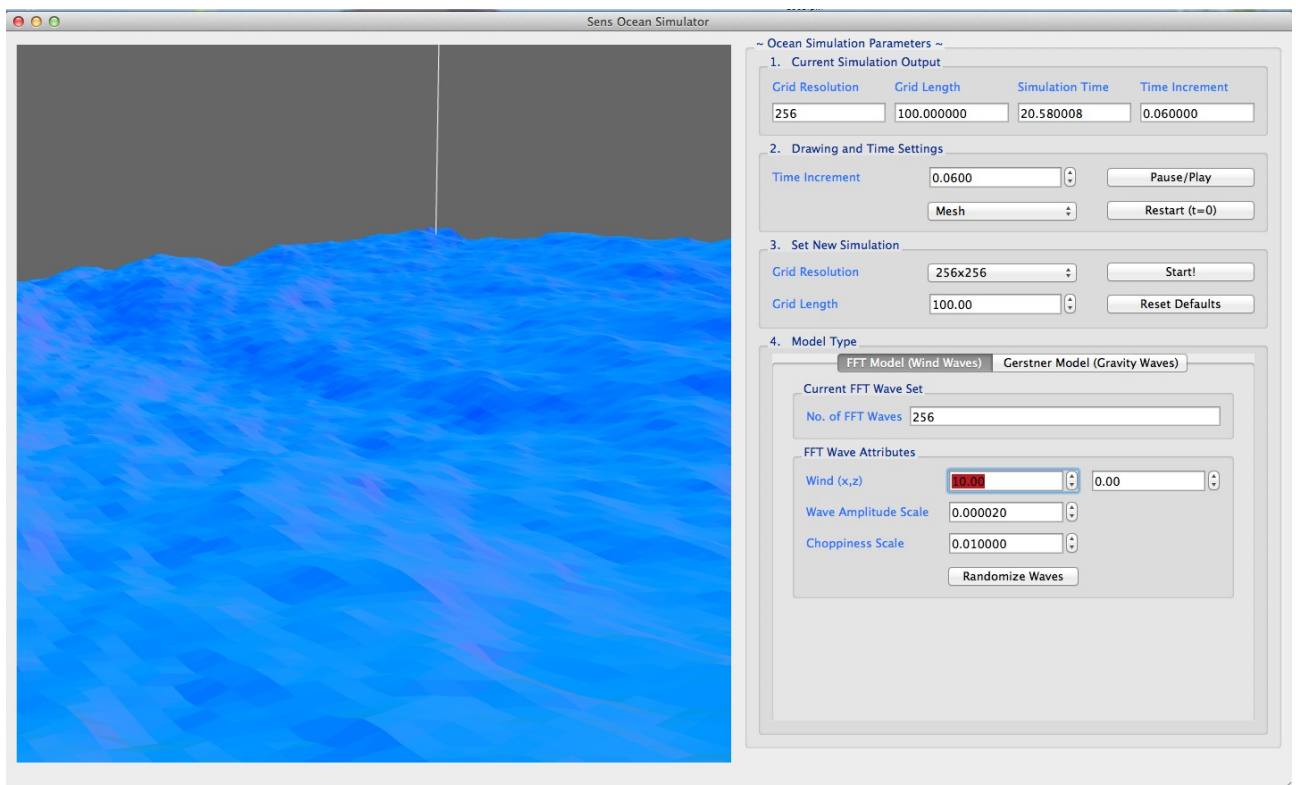 Sens Ocean Simulator
~ Ocean Simulation Parameters ~
1. Current Simulation Output
Grid Resolution Grid Length Simulation Time Time Increment
256 100.000000 20.580008 0.060000
2. Drawing and Time Settings
Time Increment 0.0600 Pause/Play
Mesh Restart (t=0)
3. Set New Simulation
Grid Resolution 256x256 Start!
Grid Length 100.00 Reset Defaults
4. Model Type
FFT Model (Wind Waves) Gerstner Model (Gravity Waves)
Current FFT Wave Set
No. of FFT Waves 256
FFT Wave Attributes
Wind (x,z) 10.00 0.00
Wave Amplitude Scale 0.000020
Choppiness Scale 0.010000
Randomize Waves